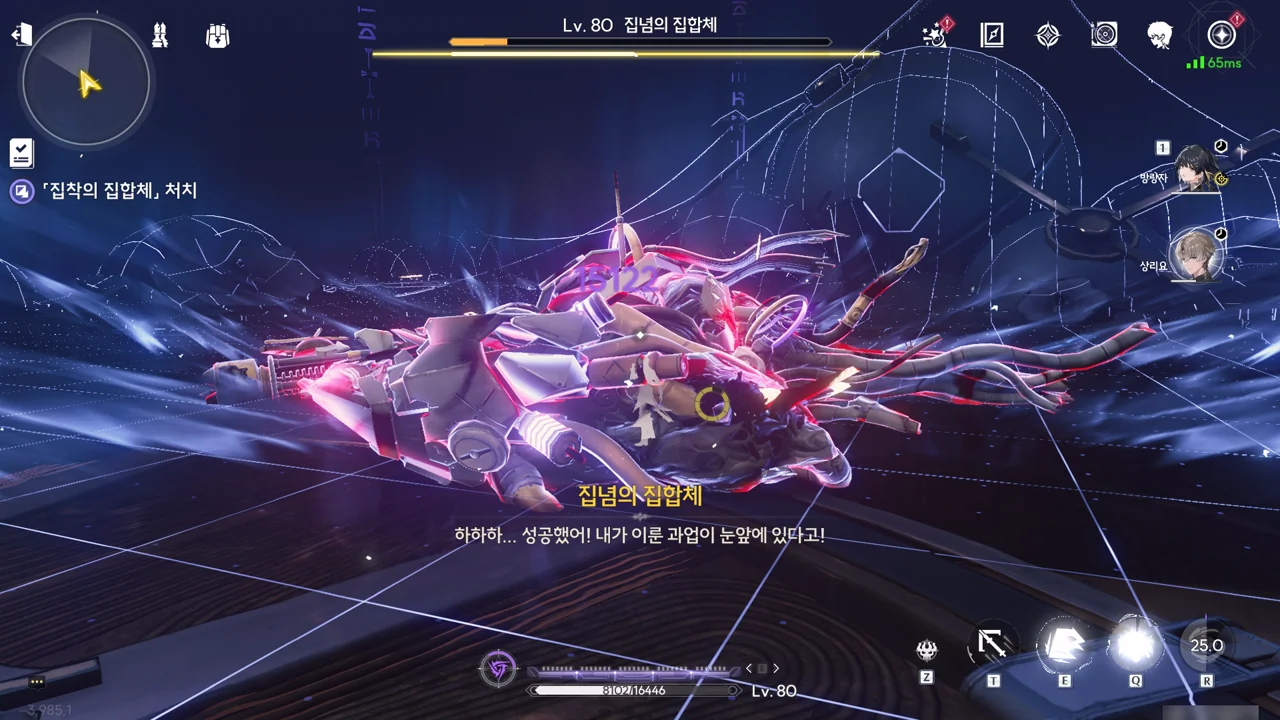 Lv. 80 집념의 집합체
65ms
「집착의 집합체」 처치
1
방랑자
상리요
15122
집념의 집합체
하하하... 성공했어! 내가 이룬 과업이 눈앞에 있다고!
25.0
Z
T
E
Q
R
8102/16446
Lv. 80
-3,985,1